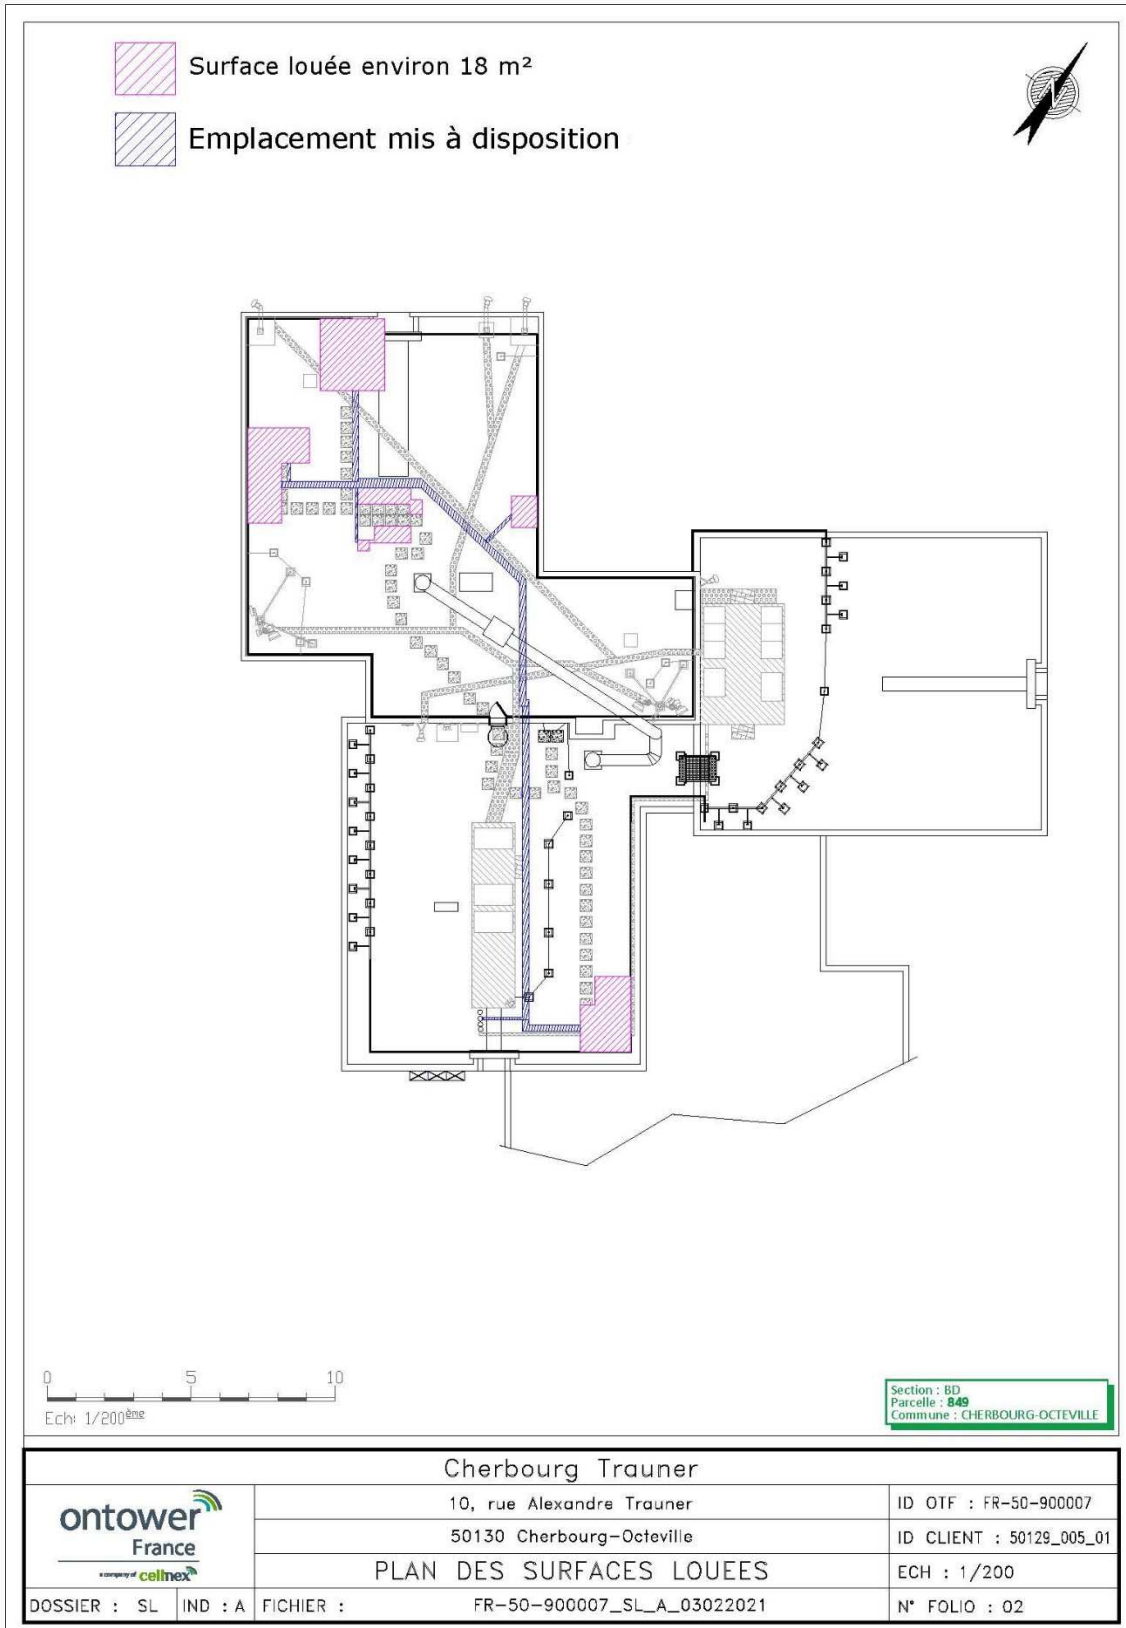 Surface louée environ 18 m²
Emplacement mis à disposition
N
0 5 10
Ech: 1/200ème
Section : BD
Parcelle : 849
Commune : CHERBOURG-OCTEVILLE
Cherbourg Trauner
ontower
France
a company of cellnex
10, rue Alexandre Trauner
ID OTF : FR-50-900007
50130 Cherbourg-Octeville
ID CLIENT : 50129_005_01
PLAN DES SURFACES LOUEES
ECH : 1/200
DOSSIER : SL
IND : A
FICHIER : FR-50-900007_SL_A_03022021
N° FOLIO : 02